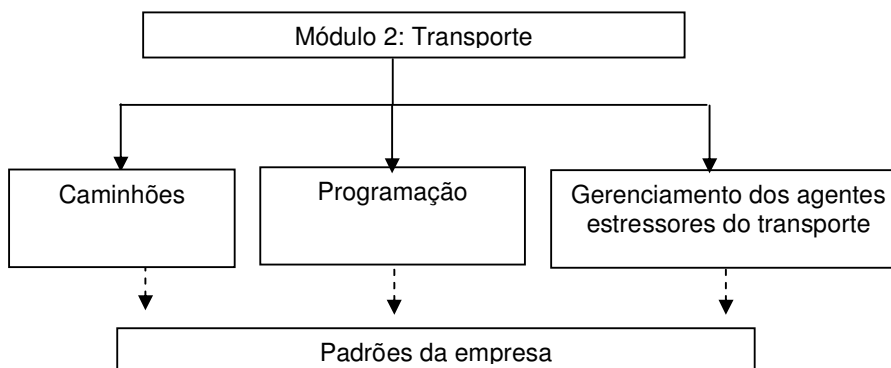 Módulo 2: Transporte
Caminhões
Programação
Gerenciamento dos agentes
estressores do transporte
Padrões da empresa